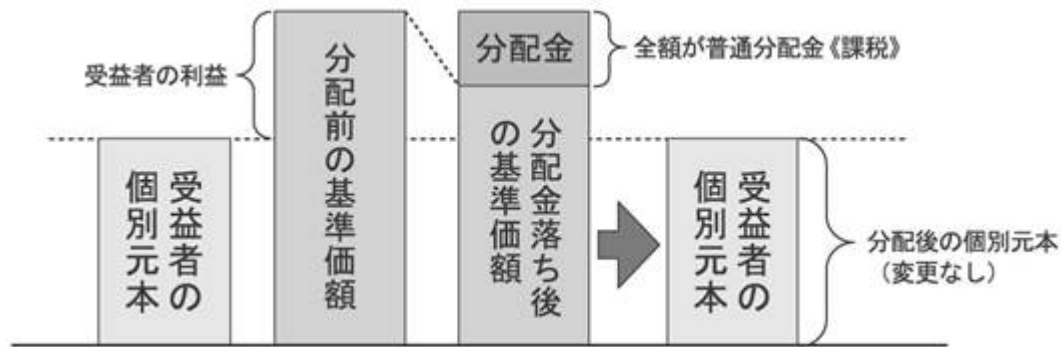 受益者の利益
受益者の
個別元本
分配前の基準価額
分配金
分配金落ち後
の基準価額
全額が普通分配金《課税》
受益者の
個別元本
分配後の個別元本
（変更なし）